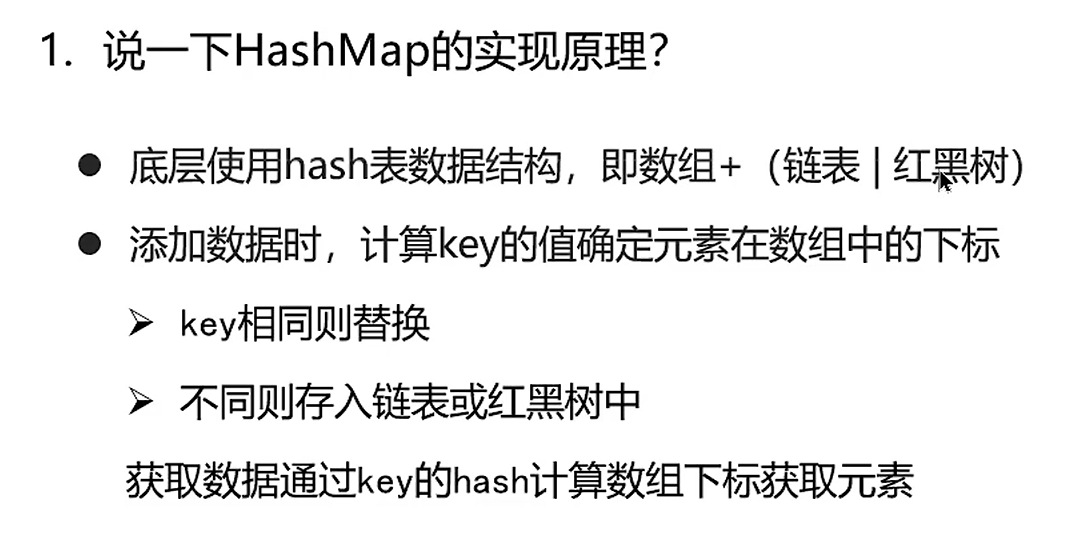 1. 说一下HashMap的实现原理？
● 底层使用hash表数据结构，即数组+（链表 | 红黑树）
● 添加数据时，计算key的值确定元素在数组中的下标
➢ key相同则替换
➢ 不同则存入链表或红黑树中
获取数据通过key的hash计算数组下标获取元素